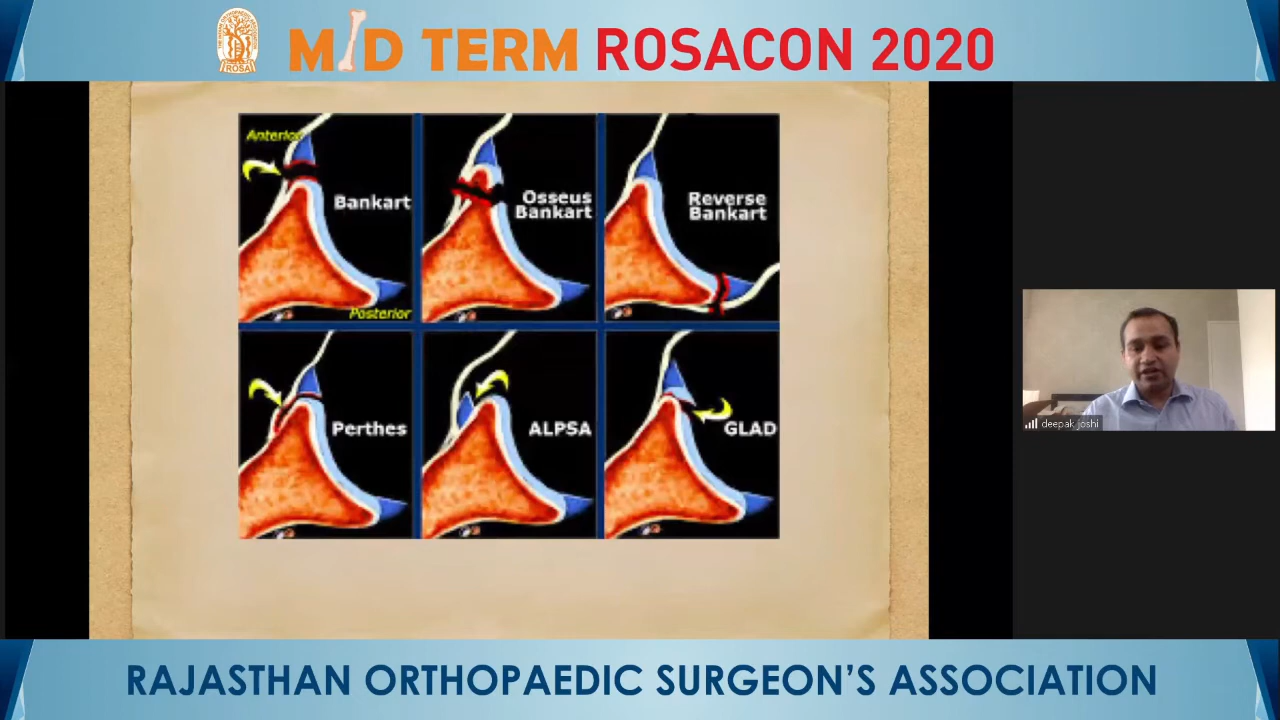 MID TERM ROSACON 2020
ROSA
Anterior
Bankart
Posterior
Osseus
Bankart
Reverse
Bankart
Perthes
ALPSA
GLAD
deepak joshi
RAJASTHAN ORTHOPAEDIC SURGEON'S ASSOCIATION